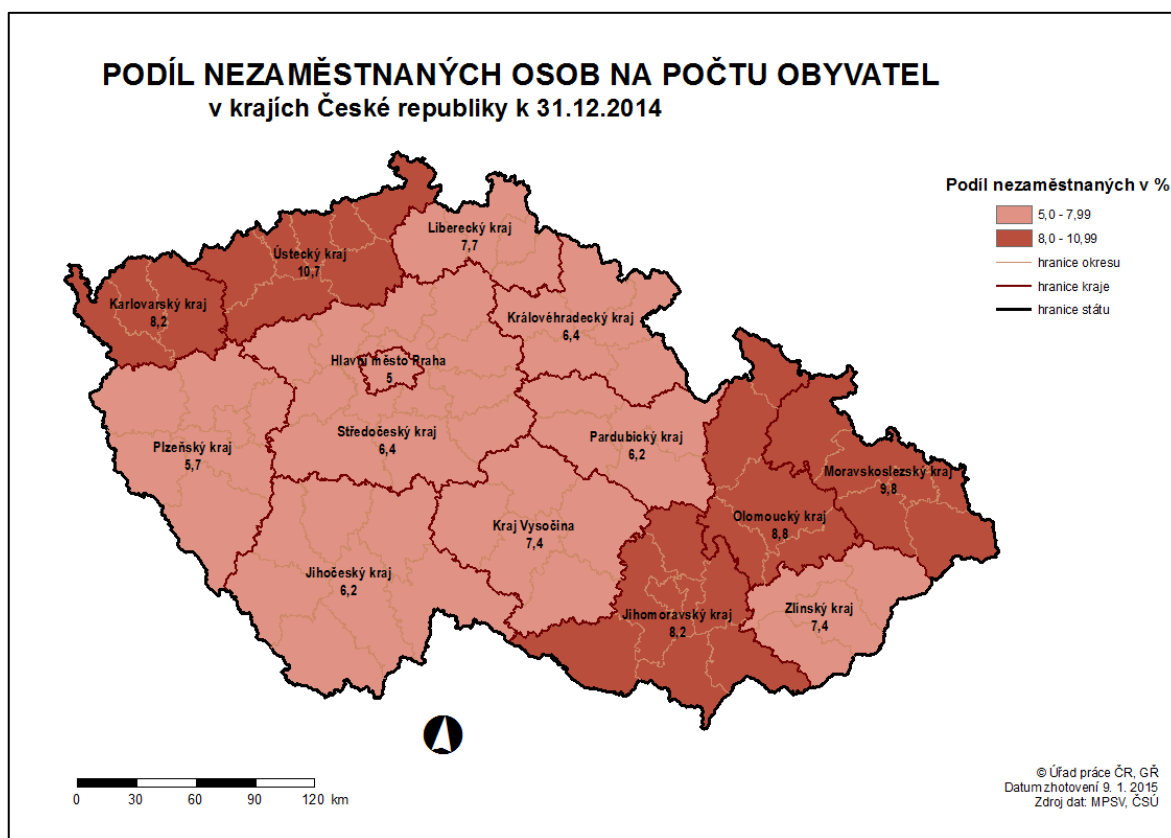 PODÍL NEZAMĚSTNANÝCH OSOB NA POČTU OBYVATEL
v krajích České republiky k 31.12.2014
Podíl nezaměstnaných v %
5,0 - 7,99
8,0 - 10,99
hranice okresu
hranice kraje
hranice státu
Liberecký kraj
7,7
Ústecký kraj
10,7
Karlovarský kraj
8,2
Královéhradecký kraj
6,4
Hlavní město Praha
5
Středočeský kraj
6,4
Pardubický kraj
6,2
Plzeňský kraj
5,7
Moravskoslezský kraj
9,8
Olomoucký kraj
8,8
Kraj Vysočina
7,4
Jihočeský kraj
6,2
Jihomoravský kraj
8,2
Zlínský kraj
7,4
0 30 60 90 120 km
© Úřad práce ČR, GŘ
Datum zhotovení 9. 1. 2015
Zdroj dat: MPSV, ČSÚ